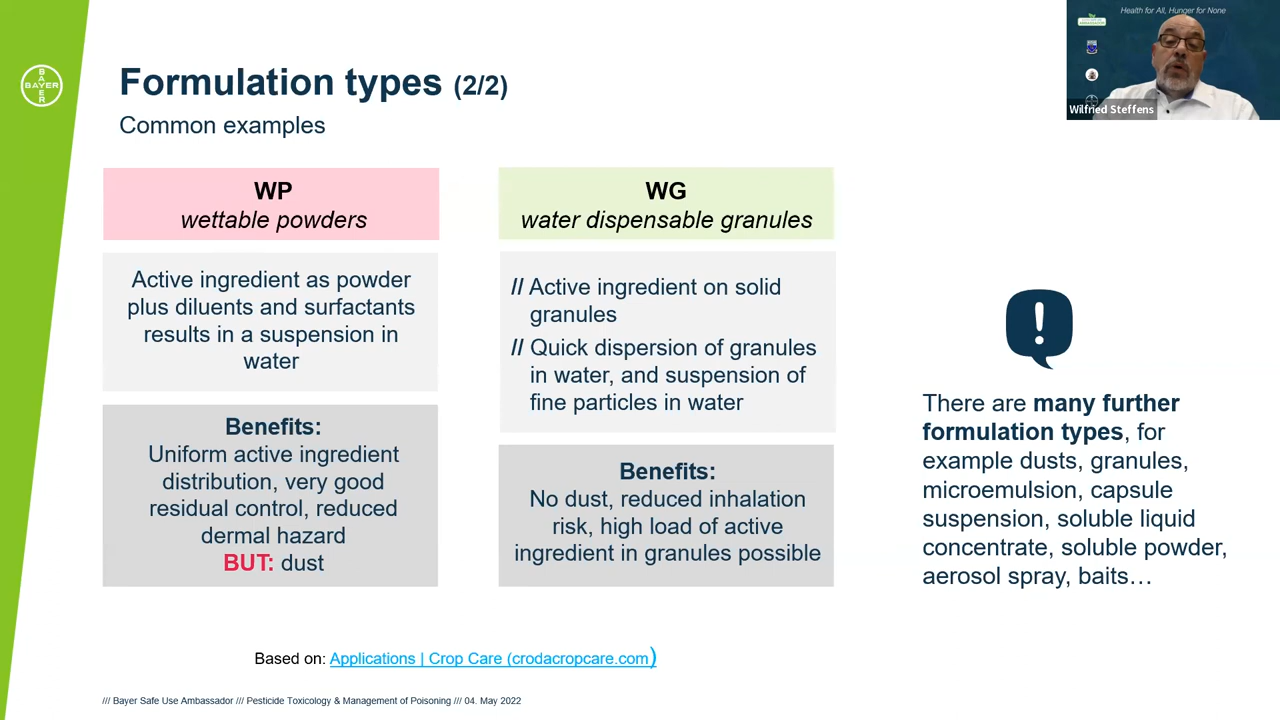 Health for All, Hunger for None
BAYER
BAYER
Wilfried Steffens
Formulation types (2/2)
Common examples
WP
wettable powders
Active ingredient as powder
plus diluents and surfactants
results in a suspension in
water
Benefits:
Uniform active ingredient
distribution, very good
residual control, reduced
dermal hazard
BUT: dust
WG
water dispensable granules
// Active ingredient on solid
granules
// Quick dispersion of granules
in water, and suspension of
fine particles in water
Benefits:
No dust, reduced inhalation
risk, high load of active
ingredient in granules possible
!
There are many further
formulation types, for
example dusts, granules,
microemulsion, capsule
suspension, soluble liquid
concentrate, soluble powder,
aerosol spray, baits…
Based on: Applications | Crop Care (crodacropcare.com)
/// Bayer Safe Use Ambassador /// Pesticide Toxicology & Management of Poisoning /// 04. May 2022